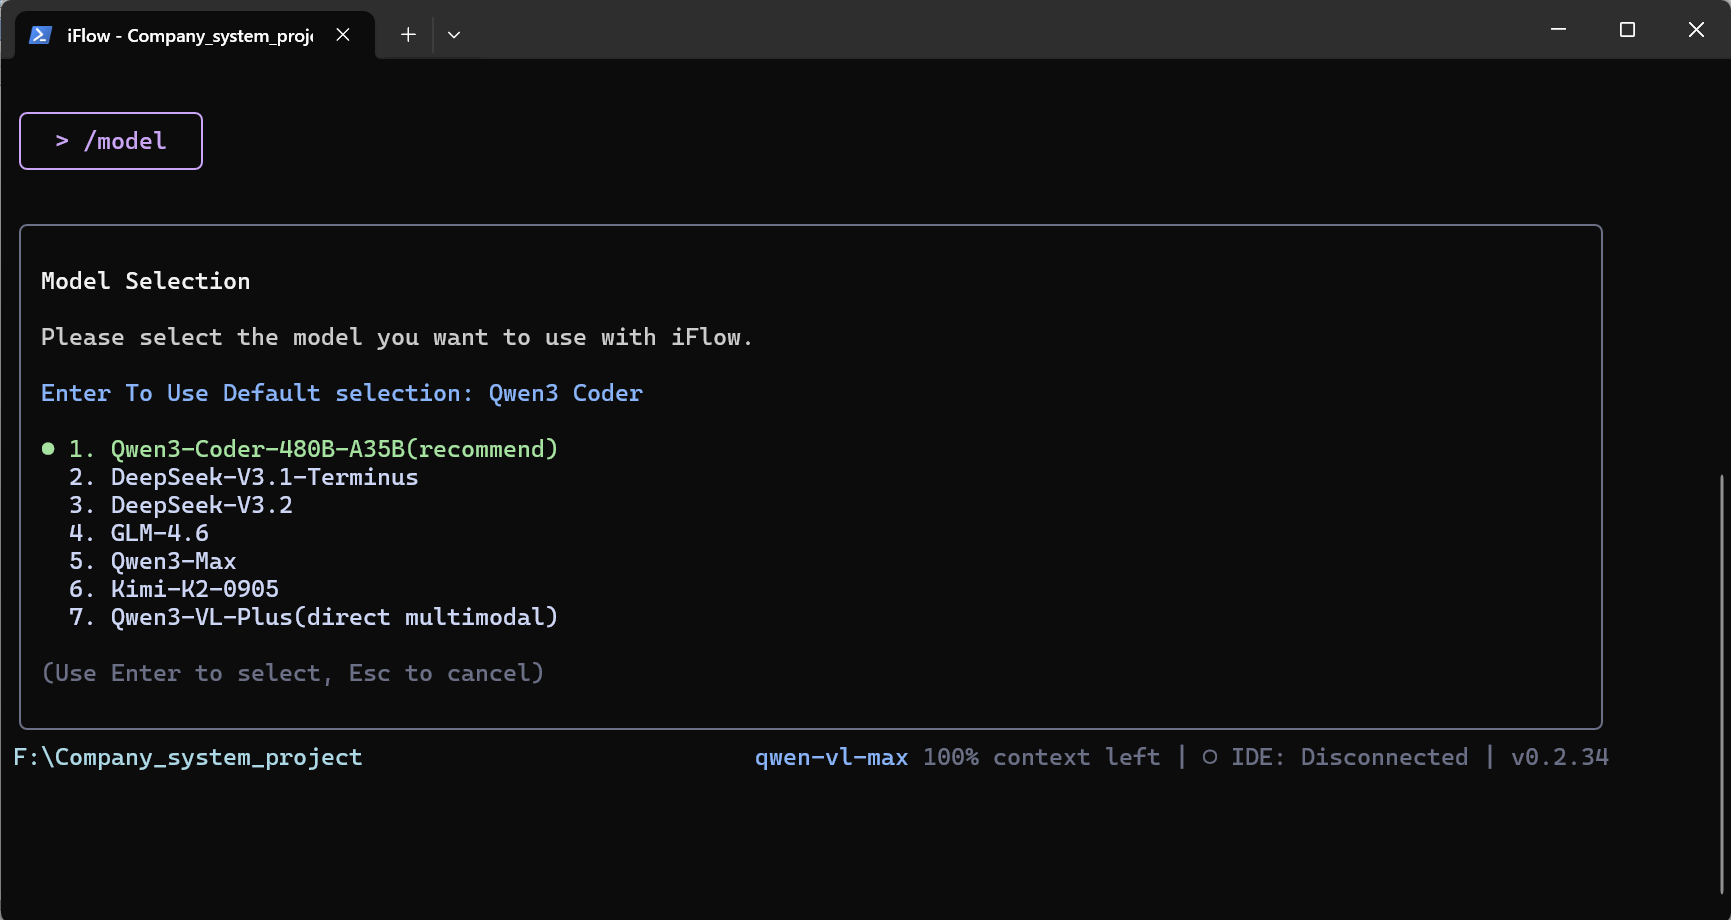 iFlow - Company_system_proj
> /model
Model Selection
Please select the model you want to use with iFlow.
Enter To Use Default selection: Qwen3 Coder
● 1. Qwen3-Coder-480B-A35B(recommend)
2. DeepSeek-V3.1-Terminus
3. DeepSeek-V3.2
4. GLM-4.6
5. Qwen3-Max
6. Kimi-K2-0905
7. Qwen3-VL-Plus(direct multimodal)
(Use Enter to select, Esc to cancel)
F:\Company_system_project qwen-vl-max 100% context left | ○ IDE: Disconnected | v0.2.34